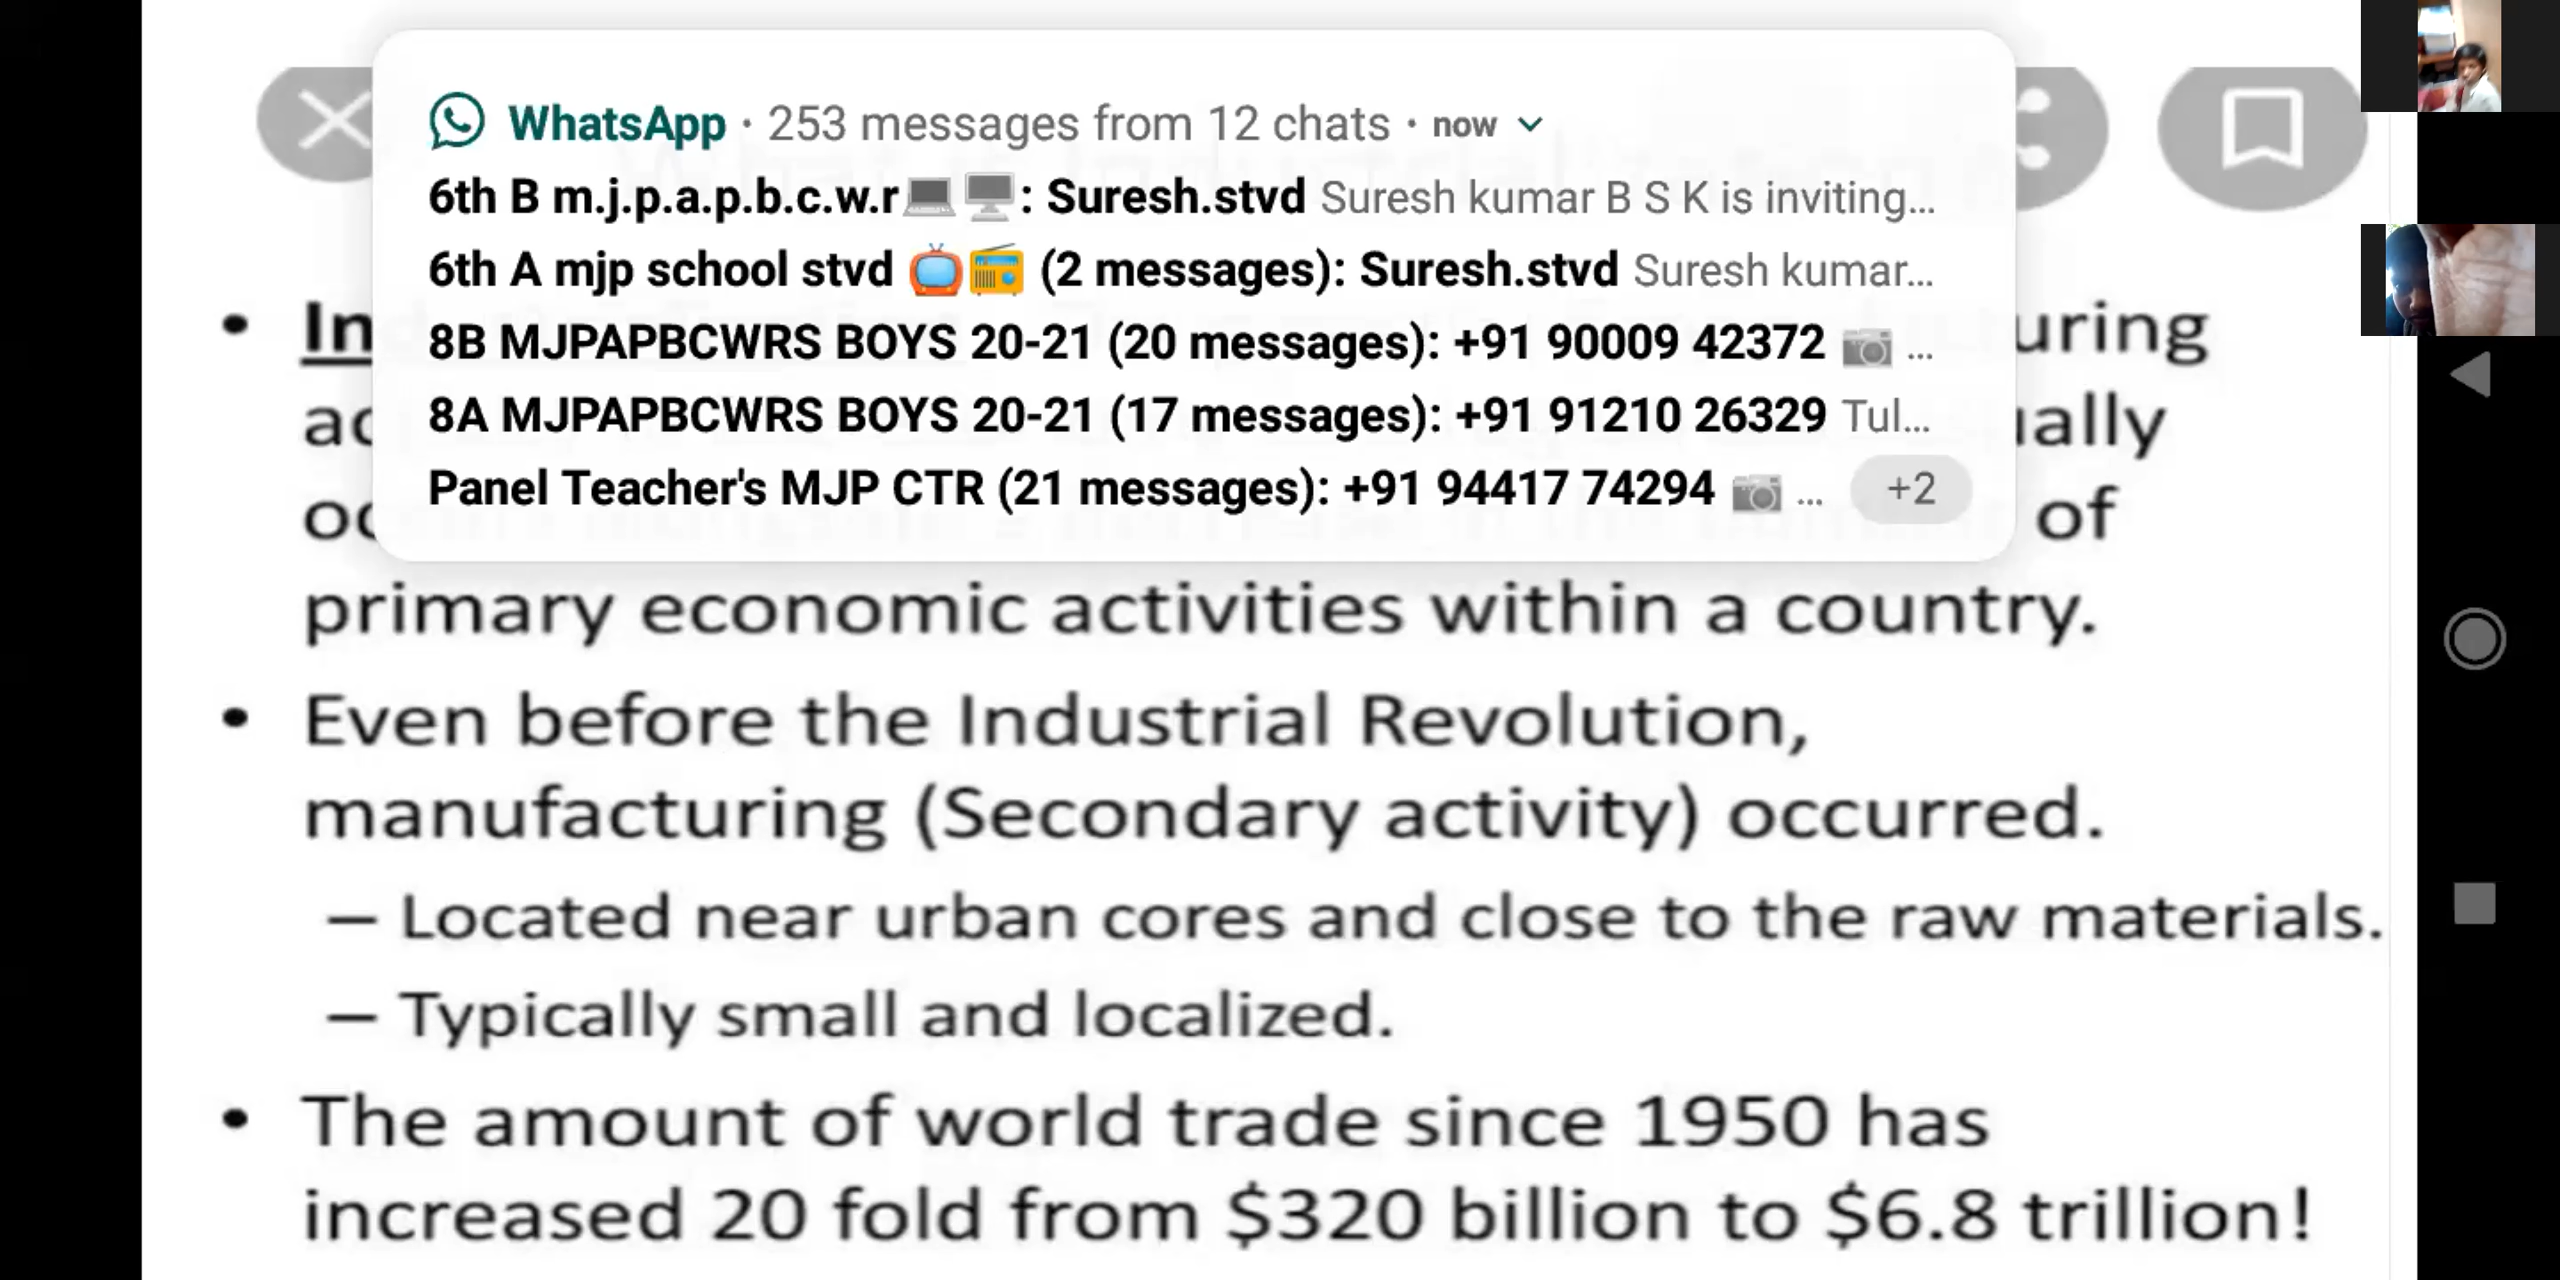 WhatsApp · 253 messages from 12 chats · now
6th B m.j.p.a.p.b.c.w.r💻🖥️: Suresh.stvd Suresh kumar B S K is inviting...
6th A mjp school stvd 📺📻 (2 messages): Suresh.stvd Suresh kumar...
8B MJPAPBCWRS BOYS 20-21 (20 messages): +91 90009 42372 📷 ...
8A MJPAPBCWRS BOYS 20-21 (17 messages): +91 91210 26329 Tul...
Panel Teacher's MJP CTR (21 messages): +91 94417 74294 📷 ... +2
of
primary economic activities within a country.
• Even before the Industrial Revolution,
manufacturing (Secondary activity) occurred.
– Located near urban cores and close to the raw materials.
– Typically small and localized.
• The amount of world trade since 1950 has
increased 20 fold from $320 billion to $6.8 trillion!